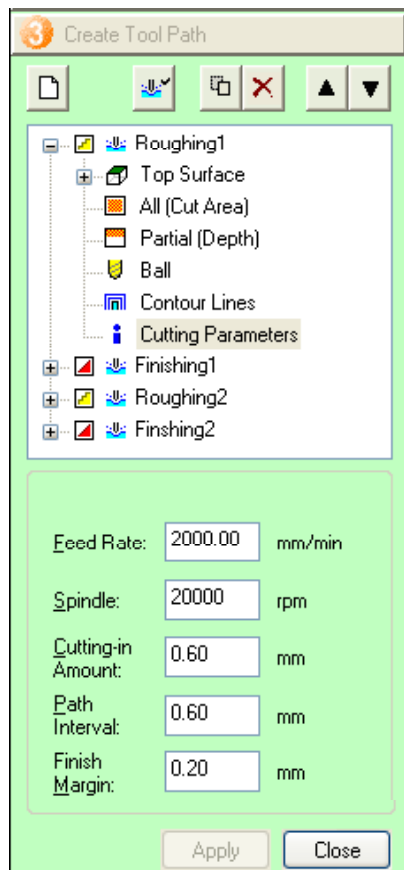 3 Create Tool Path
Roughing1
Top Surface
All (Cut Area)
Partial (Depth)
Ball
Contour Lines
Cutting Parameters
Finishing1
Roughing2
Finshing2
Feed Rate: 2000.00 mm/min
Spindle: 20000 rpm
Cutting-in
Amount: 0.60 mm
Path
Interval: 0.60 mm
Finish
Margin: 0.20 mm
Apply Close